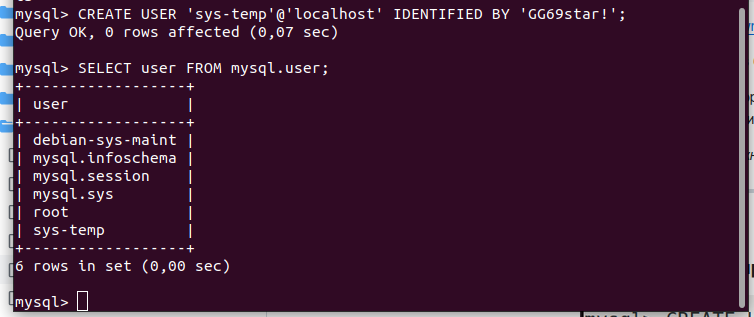 mysql> CREATE USER 'sys-temp'@'localhost' IDENTIFIED BY 'GG69star!';
Query OK, 0 rows affected (0,07 sec)
mysql> SELECT user FROM mysql.user;
+------------------+
| user             |
+------------------+
| debian-sys-maint |
| mysql.infoschema |
| mysql.session    |
| mysql.sys        |
| root             |
| sys-temp         |
+------------------+
6 rows in set (0,00 sec)
mysql>